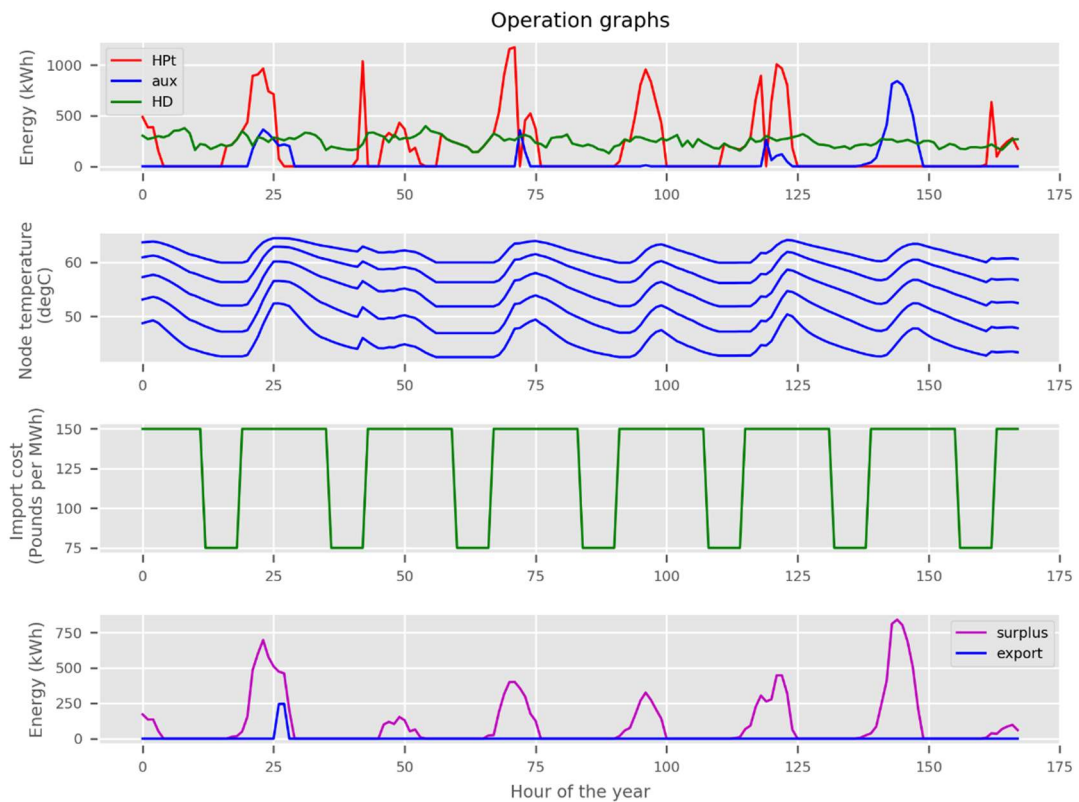 Operation graphs
Energy (kWh)
1000
500
0
HPt
aux
HD
0 25 50 75 100 125 150 175
Node temperature
(degC)
60
50
0 25 50 75 100 125 150 175
Import cost
(Pounds per MWh)
150
125
100
75
0 25 50 75 100 125 150 175
Energy (kWh)
750
500
250
0
surplus
export
0 25 50 75 100 125 150 175
Hour of the year